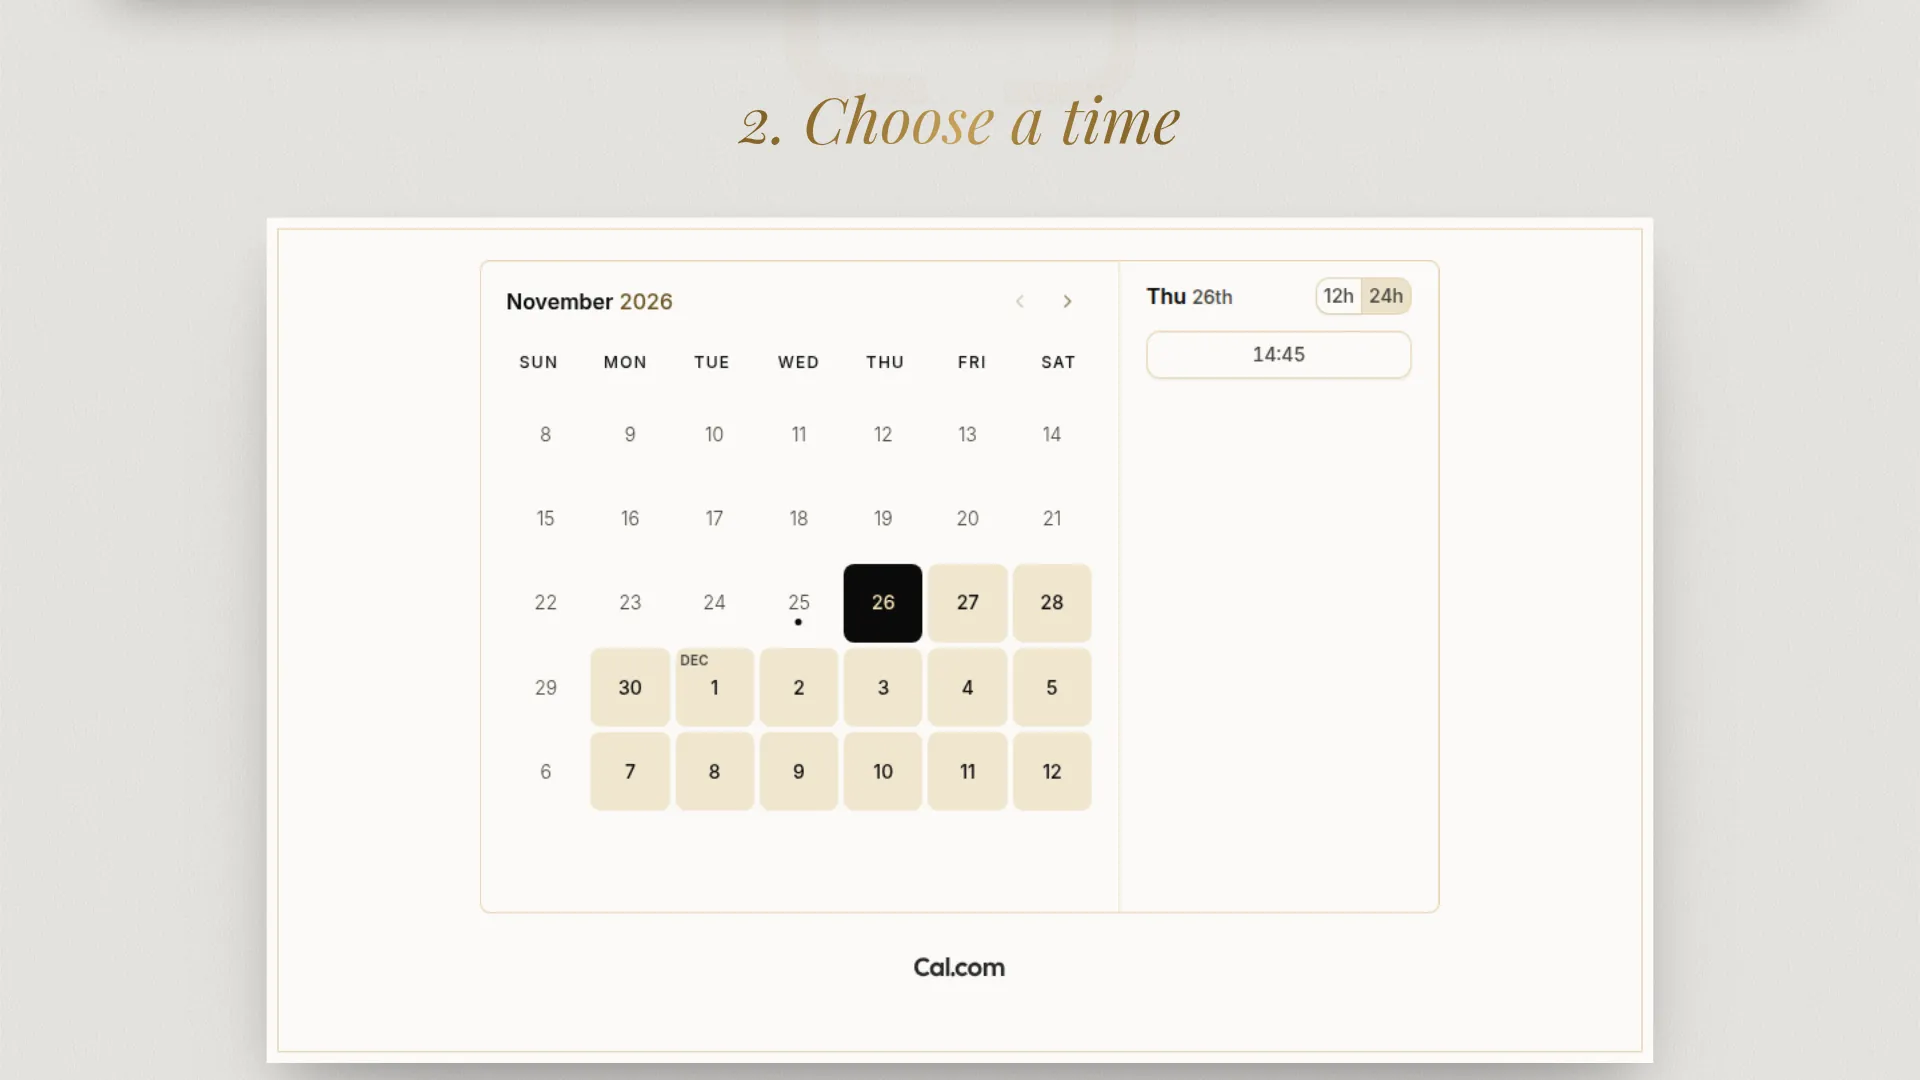 2. Choose a time
November 2026
SUN MON TUE WED THU FRI SAT
8 9 10 11 12 13 14
15 16 17 18 19 20 21
22 23 24 25 26 27 28
DEC
29 30 1 2 3 4 5
6 7 8 9 10 11 12
Thu 26th
12h 24h
14:45
Cal.com